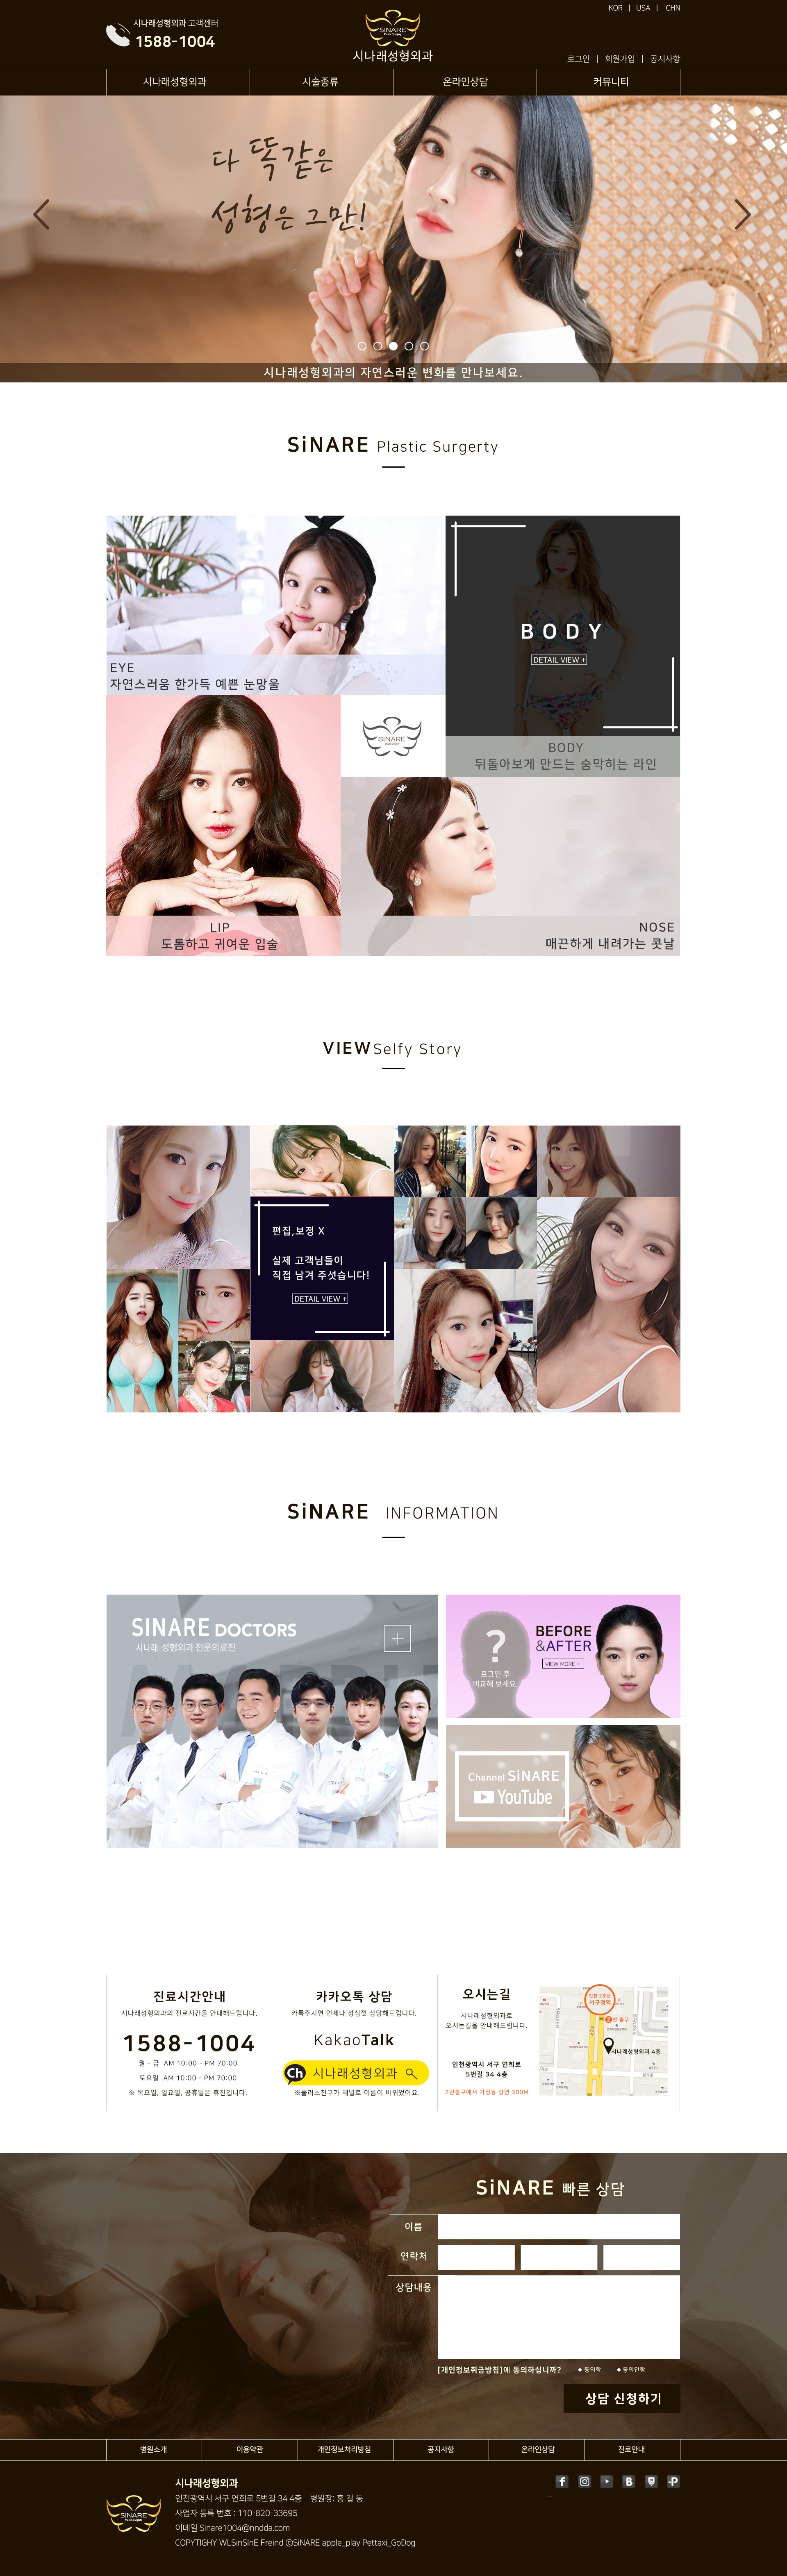 KOR | USA | CHN
시나래성형외과 고객센터
1588-1004
SINARE
시나래성형외과
로그인 | 회원가입 | 공지사항
시나래성형외과 시술종류 온라인상담 커뮤니티
다 똑같은
성형은 그만!
시나래성형외과의 자연스러운 변화를 만나보세요.
SiNARE Plastic Surgerty
EYE
자연스러움 한가득 예쁜 눈망울
BODY
DETAIL VIEW +
BODY
뒤돌아보게 만드는 숨막히는 라인
SINARE
LIP
도톰하고 귀여운 입술
NOSE
매끈하게 내려가는 콧날
VIEW Selfy Story
편집,보정 X
실제 고객님들이
직접 남겨 주셧습니다!
DETAIL VIEW +
SiNARE INFORMATION
SINARE DOCTORS
시나래·성형외과 전문의료진
?
로그인 후
비교해 보세요.
BEFORE
&AFTER
VIEW MORE +
Channel SiNARE
YouTube
진료시간안내
시나래성형외과의 진료시간을 안내해드립니다.
1588-1004
월 - 금 AM 10:00 - PM 70:00
토요일 AM 10:00 - PM 70:00
※ 목요일, 일요일, 공휴일은 휴진입니다.
카카오톡 상담
카톡주시면 언제나 성심껏 상담해드립니다.
KakaoTalk
Ch 시나래성형외과
※플러스친구가 채널로 이름이 바뀌었어요.
오시는길
시나래성형외과로
오시는길을 안내해드립니다.
인천광역시 서구 연희로
5번길 34 4층
2번출구에서 가정동 방면 300M
인천 2호선
서구청역
2번 출구
시나래성형외과 4층
SiNARE 빠른 상담
이름
연락처
상담내용
[개인정보취급방침]에 동의하십니까? ● 동의함 ● 동의안함
상담 신청하기
병원소개 이용약관 개인정보처리방침 공지사항 온라인상담 진료안내
SINARE
시나래성형외과
인천광역시 서구 연희로 5번길 34 4층 병원장: 홍 길 동
사업자 등록 번호 : 110-820-33695
이메일 Sinare1004@nndda.com
COPYTIGHY WLSinSInE Freind ⓒSiNARE apple_play Pettaxi_GoDog